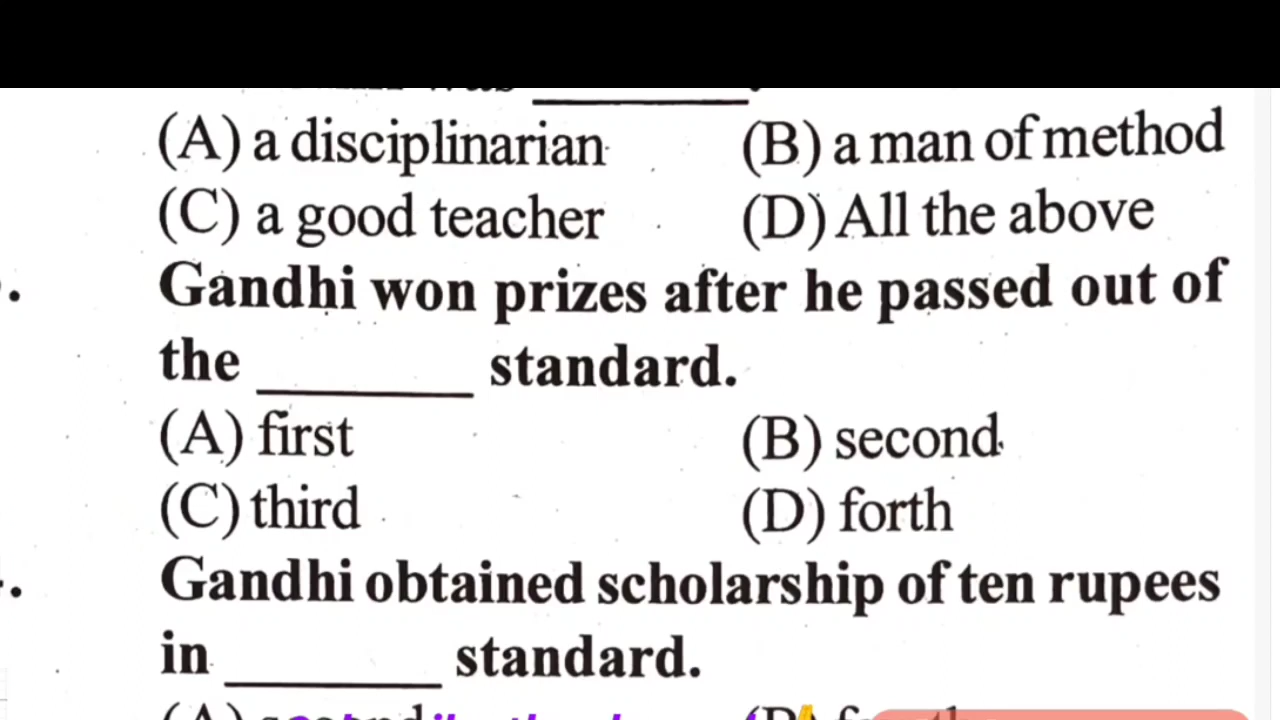 (A) a disciplinarian (B) a man of method
(C) a good teacher (D) All the above
Gandhi won prizes after he passed out of
the ________ standard.
(A) first (B) second
(C) third (D) forth
Gandhi obtained scholarship of ten rupees
in ________ standard.